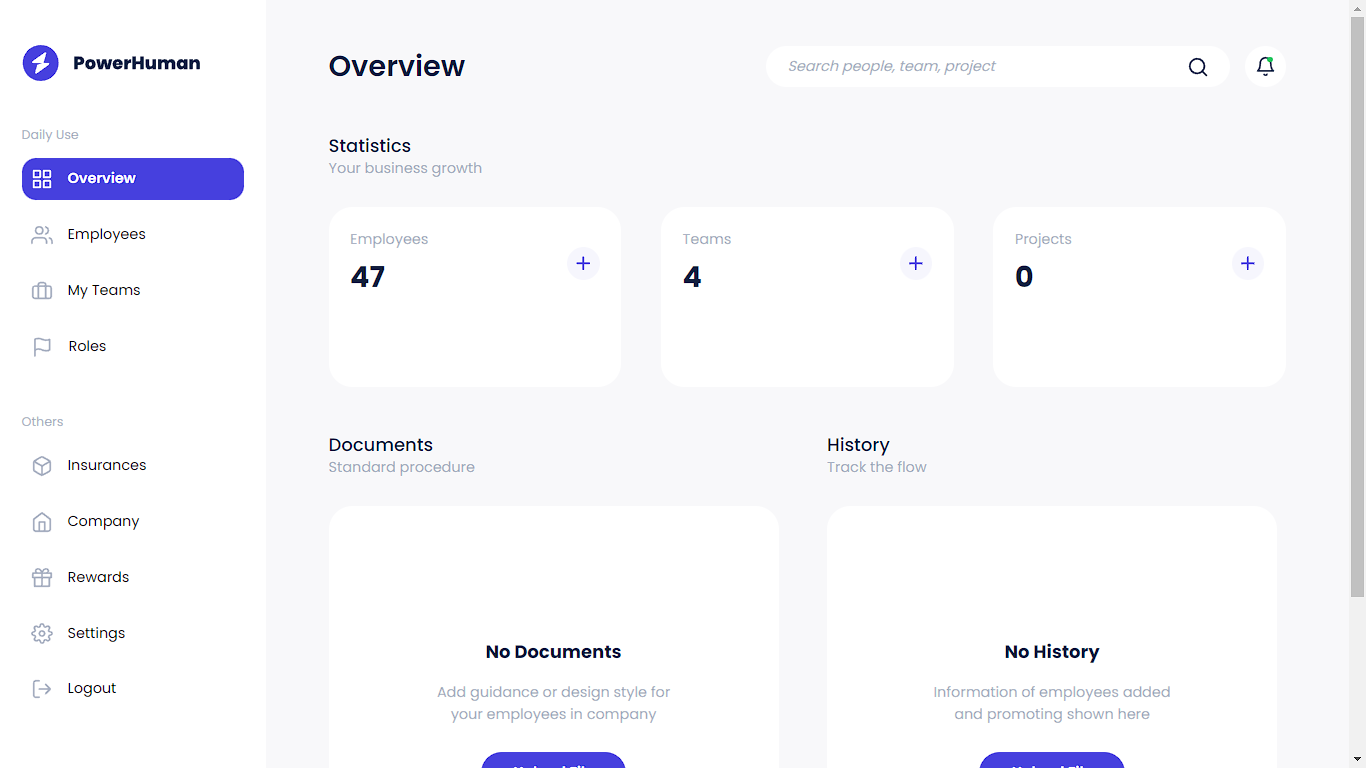 PowerHuman
Daily Use
Overview
Employees
My Teams
Roles
Others
Insurances
Company
Rewards
Settings
Logout
Overview
Search people, team, project
Statistics
Your business growth
Employees
47
Teams
4
Projects
0
Documents
Standard procedure
No Documents
Add guidance or design style for
your employees in company
History
Track the flow
No History
Information of employees added
and promoting shown here